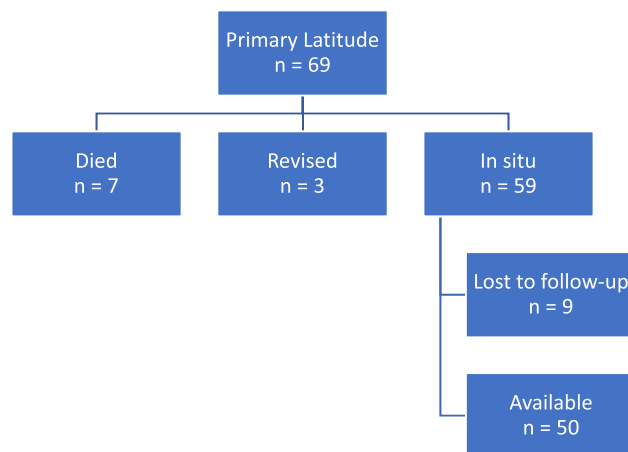 Primary Latitude
n = 69
Died
n = 7
Revised
n = 3
In situ
n = 59
Lost to follow-up
n = 9
Available
n = 50